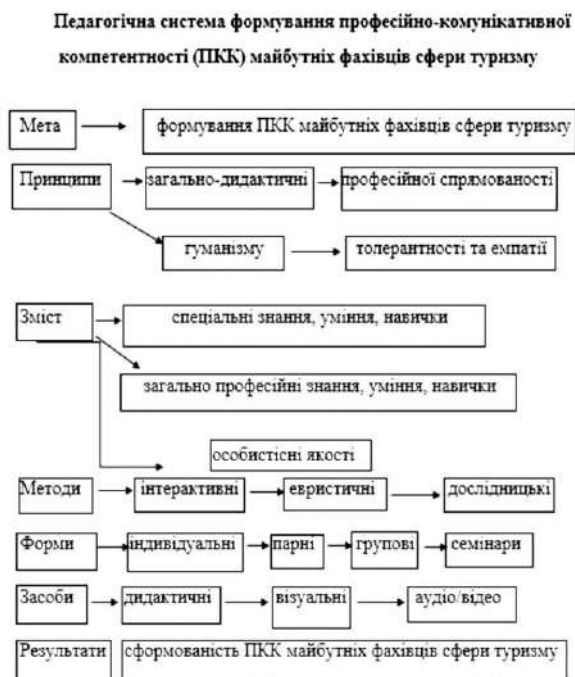 Педагогічна система формування професійно-комунікативної
компетентності (ПКК) майбутніх фахівців сфери туризму
Мета формування ПКК майбутніх фахівців сфери туризму
Принципи загально-дидактичні професійної спрямованості
гуманізму толерантності та емпатії
Зміст спеціальні знання, уміння, навички
загально професійні знання, уміння, навички
особистісні якості
Методи інтерактивні евристичні дослідницькі
Форми індивідуальні парні групові семінари
Засоби дидактичні візуальні аудіо/відео
Результати сформованість ПКК майбутніх фахівців сфери туризму